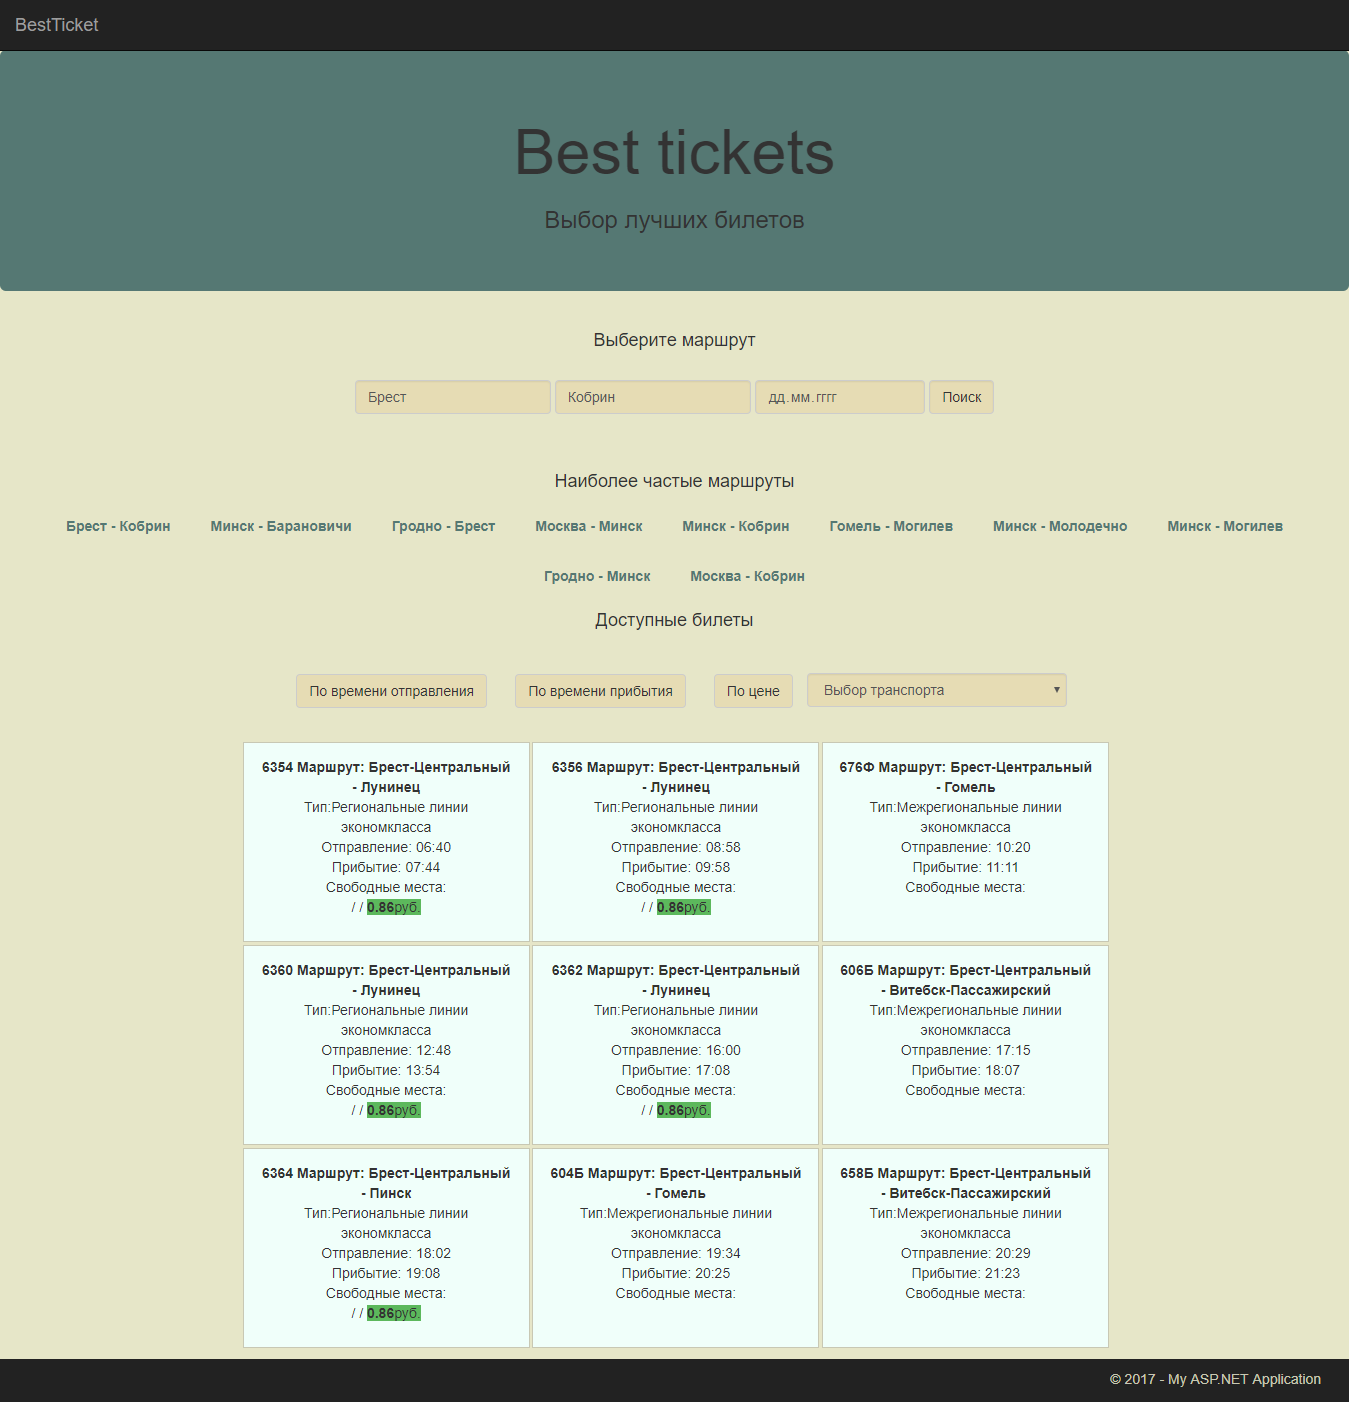 BestTicket
Best tickets
Выбор лучших билетов
Выберите маршрут
Брест Кобрин дд.мм.гггг Поиск
Наиболее частые маршруты
Брест - Кобрин Минск - Барановичи Гродно - Брест Москва - Минск Минск - Кобрин Гомель - Могилев Минск - Молодечно Минск - Могилев
Гродно - Минск Москва - Кобрин
Доступные билеты
По времени отправления По времени прибытия По цене Выбор транспорта
6354 Маршрут: Брест-Центральный
- Лунинец
Тип:Региональные линии
экономкласса
Отправление: 06:40
Прибытие: 07:44
Свободные места:
/ / 0.86руб.
6356 Маршрут: Брест-Центральный
- Лунинец
Тип:Региональные линии
экономкласса
Отправление: 08:58
Прибытие: 09:58
Свободные места:
/ / 0.86руб.
676Ф Маршрут: Брест-Центральный
- Гомель
Тип:Межрегиональные линии
экономкласса
Отправление: 10:20
Прибытие: 11:11
Свободные места:
6360 Маршрут: Брест-Центральный
- Лунинец
Тип:Региональные линии
экономкласса
Отправление: 12:48
Прибытие: 13:54
Свободные места:
/ / 0.86руб.
6362 Маршрут: Брест-Центральный
- Лунинец
Тип:Региональные линии
экономкласса
Отправление: 16:00
Прибытие: 17:08
Свободные места:
/ / 0.86руб.
606Б Маршрут: Брест-Центральный
- Витебск-Пассажирский
Тип:Межрегиональные линии
экономкласса
Отправление: 17:15
Прибытие: 18:07
Свободные места:
6364 Маршрут: Брест-Центральный
- Пинск
Тип:Региональные линии
экономкласса
Отправление: 18:02
Прибытие: 19:08
Свободные места:
/ / 0.86руб.
604Б Маршрут: Брест-Центральный
- Гомель
Тип:Межрегиональные линии
экономкласса
Отправление: 19:34
Прибытие: 20:25
Свободные места:
658Б Маршрут: Брест-Центральный
- Витебск-Пассажирский
Тип:Межрегиональные линии
экономкласса
Отправление: 20:29
Прибытие: 21:23
Свободные места:
© 2017 - My ASP.NET Application